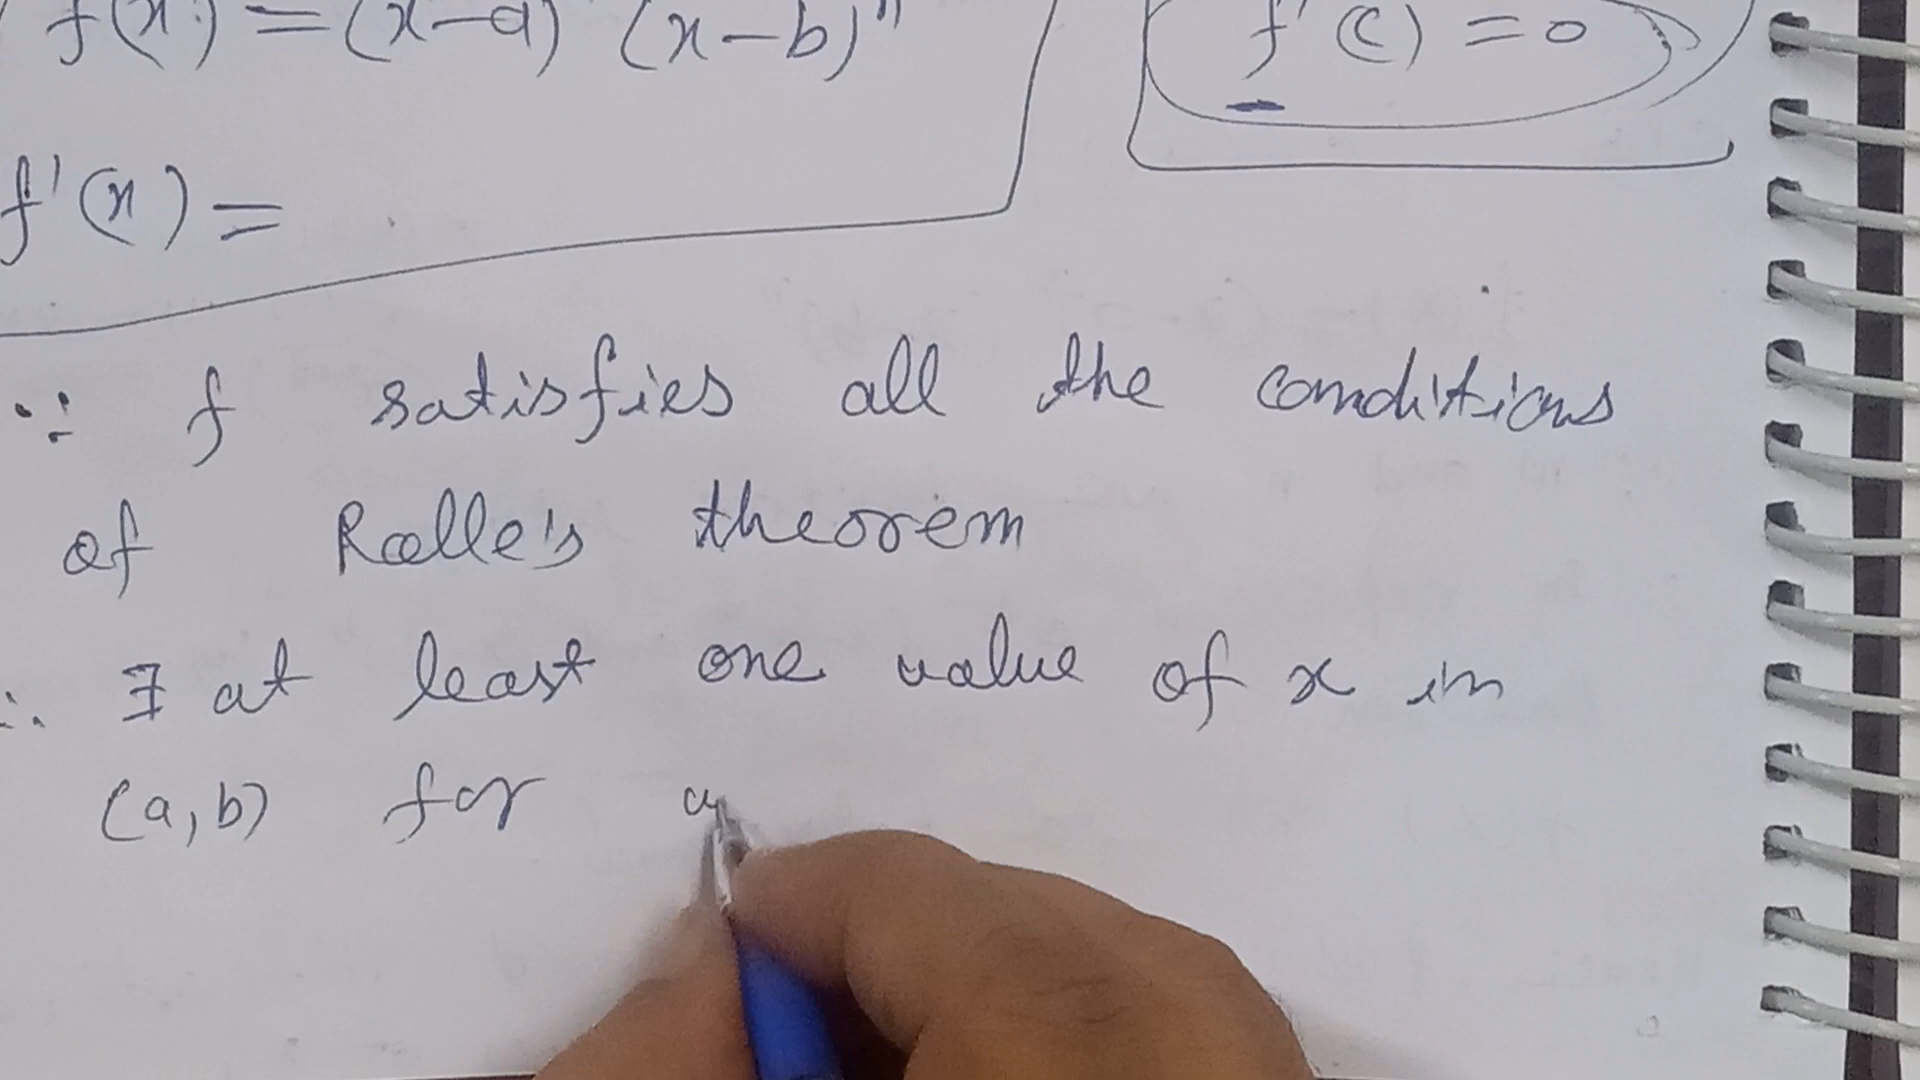 f(x) = (x-a) (x-b)ⁿ
f'(c) = 0
f'(x) =
∵ f satisfies all the conditions
of Rolle's theorem
∴ ∃ at least one value of x in
(a, b) for